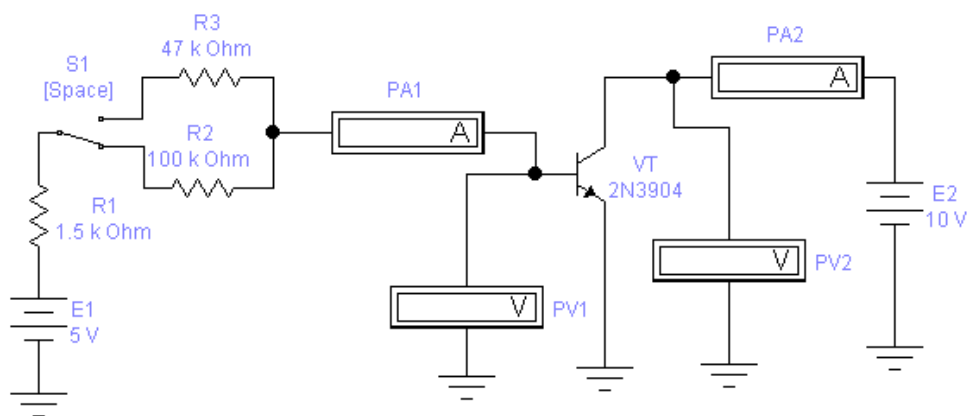 R3
47 k Ohm
S1
[Space]
PA1
A
PA2
A
R2
100 k Ohm
VT
2N3904
R1
1.5 k Ohm
E2
10 V
V
PV2
V
PV1
E1
5 V